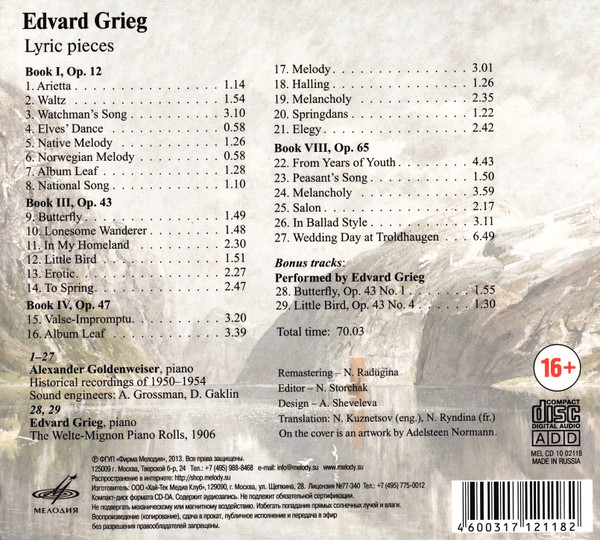 Edvard Grieg
Lyric pieces
Book I, Op. 12
1. Arietta 1.14
2. Waltz 1.54
3. Watchman's Song 3.10
4. Elves' Dance 0.58
5. Native Melody 1.26
6. Norwegian Melody 0.58
7. Album Leaf 1.28
8. National Song 1.10
Book III, Op. 43
9. Butterfly 1.49
10. Lonesome Wanderer 1.48
11. In My Homeland 2.30
12. Little Bird 1.51
13. Erotic 2.27
14. To Spring 2.47
Book IV, Op. 47
15. Valse-Impromptu 3.20
16. Album Leaf 3.39
17. Melody 3.01
18. Halling 1.26
19. Melancholy 2.35
20. Springdans 1.22
21. Elegy 2.42
Book VIII, Op. 65
22. From Years of Youth 4.43
23. Peasant's Song 1.50
24. Melancholy 3.59
25. Salon 2.17
26. In Ballad Style 3.11
27. Wedding Day at Troldhaugen 6.49
Bonus tracks:
Performed by Edvard Grieg
28. Butterfly, Op. 43 No. 1 1.55
29. Little Bird, Op. 43 No. 4 1.30
Total time: 70.03
1–27
Alexander Goldenweiser, piano
Historical recordings of 1950–1954
Sound engineers: A. Grossman, D. Gaklin
28, 29
Edvard Grieg, piano
The Welte-Mignon Piano Rolls, 1906
Remastering – N. Radugina
Editor – N. Storchak
Design – A. Sheveleva
Translation: N. Kuznetsov (eng.), N. Ryndina (fr.)
On the cover is an artwork by Adelsteen Normann.
16+
COMPACT
disc
DIGITAL AUDIO
ADD
MEL CD 10 02118
MADE IN RUSSIA
МЕЛОДИЯ
℗ ФГУП «Фирма Мелодия», 2013. Все права защищены.
125009 г. Москва, Тверской б-р, 24 Тел.: +7 (495) 988-8468 e-mail: info@melody.su www.melody.su
Распространение в интернете: http://shop.melody.su
Изготовитель: ООО «Хай-Тек Медиа Клуб», 129090, г. Москва, ул. Щепкина, 28. Лицензия №77-340 Тел.: +7 (495) 775-0012
Компакт-диск формата CD-DA. Содержит аудиозапись. Не подлежит обязательной сертификации.
Не подвергать механическому или магнитному воздействию. Избегать попадания прямых солнечных лучей и влаги.
Воспроизведение (копирование), сдача в прокат, публичное исполнение и передача в эфир
без разрешения правообладателей запрещены.
4 600317 121182